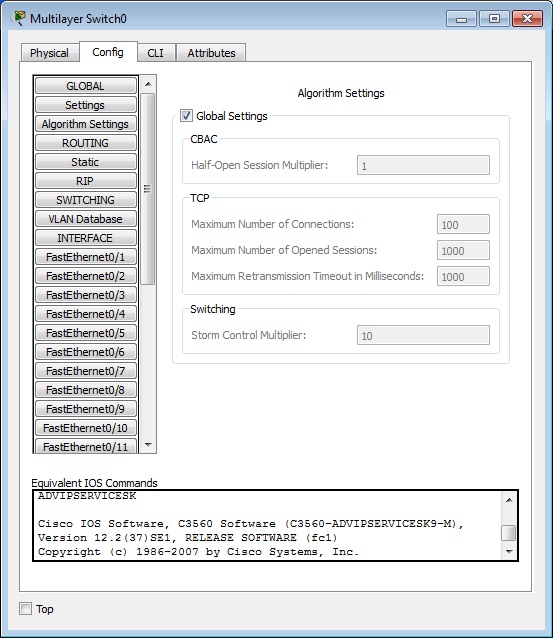 Multilayer Switch0
Physical Config CLI Attributes
GLOBAL
Settings
Algorithm Settings
ROUTING
Static
RIP
SWITCHING
VLAN Database
INTERFACE
FastEthernet0/1
FastEthernet0/2
FastEthernet0/3
FastEthernet0/4
FastEthernet0/5
FastEthernet0/6
FastEthernet0/7
FastEthernet0/8
FastEthernet0/9
FastEthernet0/10
FastEthernet0/11
Algorithm Settings
Global Settings
CBAC
Half-Open Session Multiplier: 1
TCP
Maximum Number of Connections: 100
Maximum Number of Opened Sessions: 1000
Maximum Retransmission Timeout in Milliseconds: 1000
Switching
Storm Control Multiplier: 10
Equivalent IOS Commands
ADVIPSERVICESK
Cisco IOS Software, C3560 Software (C3560-ADVIPSERVICESK9-M),
Version 12.2(37)SE1, RELEASE SOFTWARE (fc1)
Copyright (c) 1986-2007 by Cisco Systems, Inc.
Top